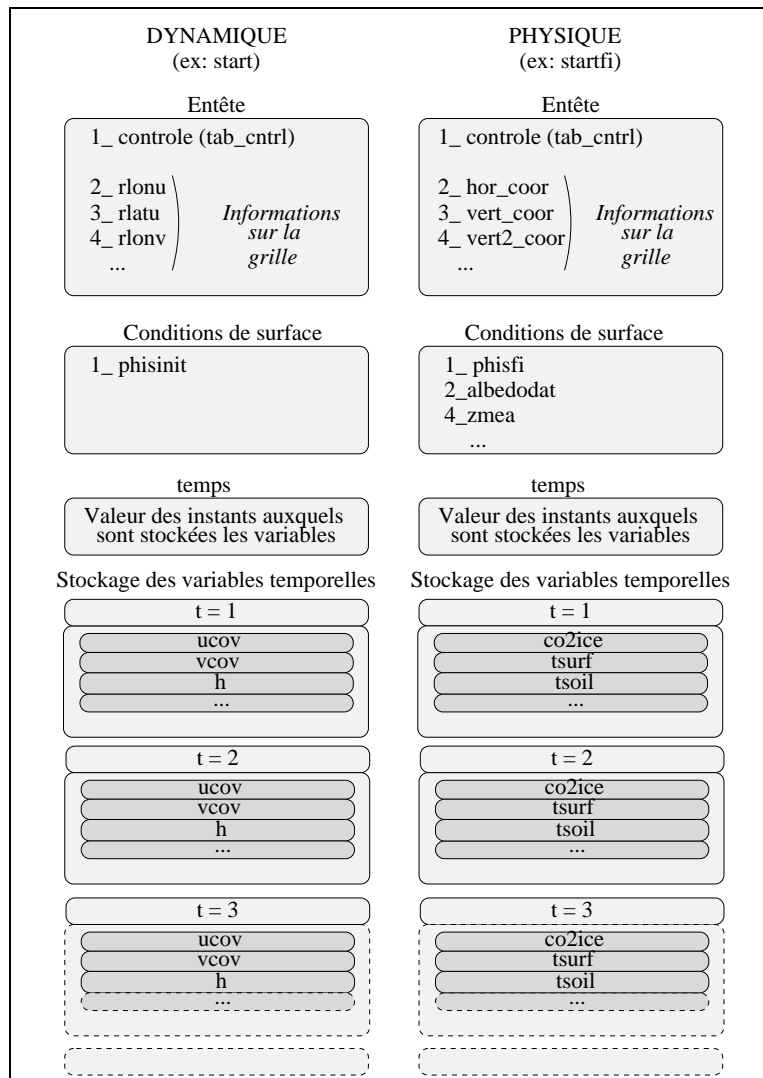 DYNAMIQUE
(ex: start)
Entête
1_ controle (tab_cntrl)
2_ rlonu
3_ rlatu
4_ rlonv
...
Informations
sur la
grille
Conditions de surface
1_ phisinit
temps
Valeur des instants auxquels
sont stockées les variables
Stockage des variables temporelles
t = 1
ucov
vcov
h
...
t = 2
ucov
vcov
h
...
t = 3
ucov
vcov
h
...
PHYSIQUE
(ex: startfi)
Entête
1_ controle (tab_cntrl)
2_ hor_coor
3_ vert_coor
4_ vert2_coor
...
Informations
sur la
grille
Conditions de surface
1_ phisfi
2_albedodat
4_zmea
...
temps
Valeur des instants auxquels
sont stockées les variables
Stockage des variables temporelles
t = 1
co2ice
tsurf
tsoil
...
t = 2
co2ice
tsurf
tsoil
...
t = 3
co2ice
tsurf
tsoil
...